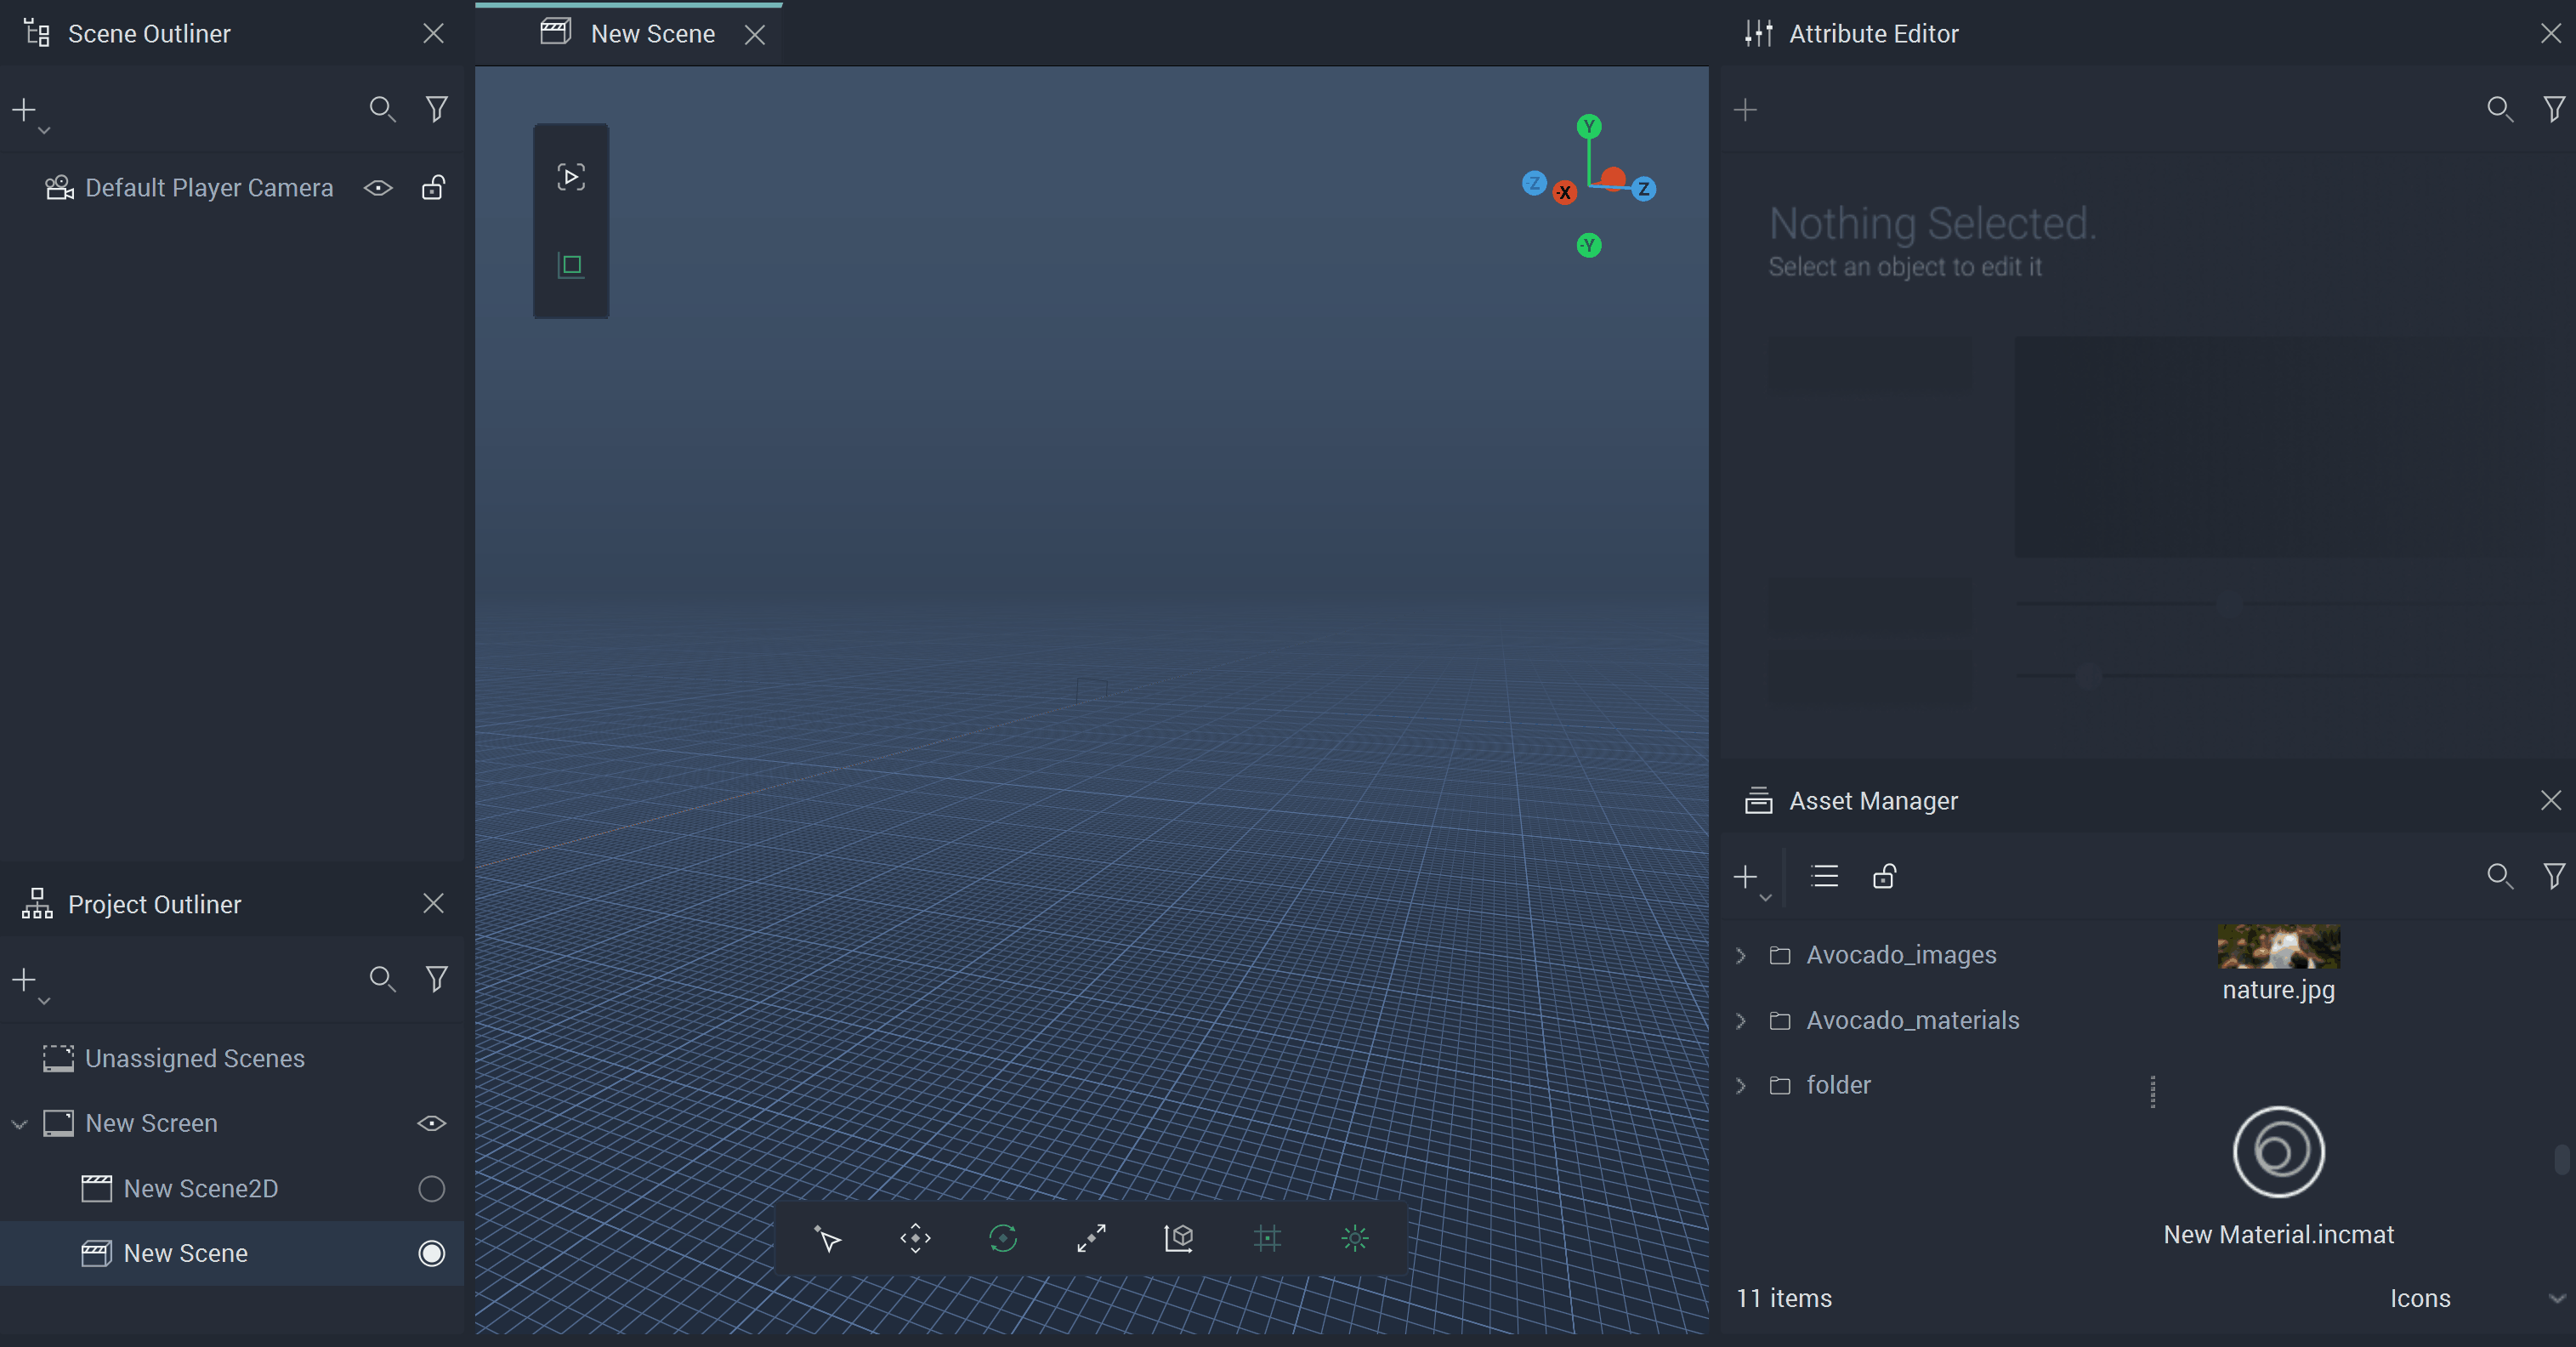 Scene Outliner
Default Player Camera
Project Outliner
Unassigned Scenes
New Screen
New Scene2D
New Scene
New Scene
Y
-Z
-X
Z
-Y
Attribute Editor
Nothing Selected.
Select an object to edit it
Asset Manager
Avocado_images
Avocado_materials
folder
nature.jpg
New Material.incmat
11 items
Icons